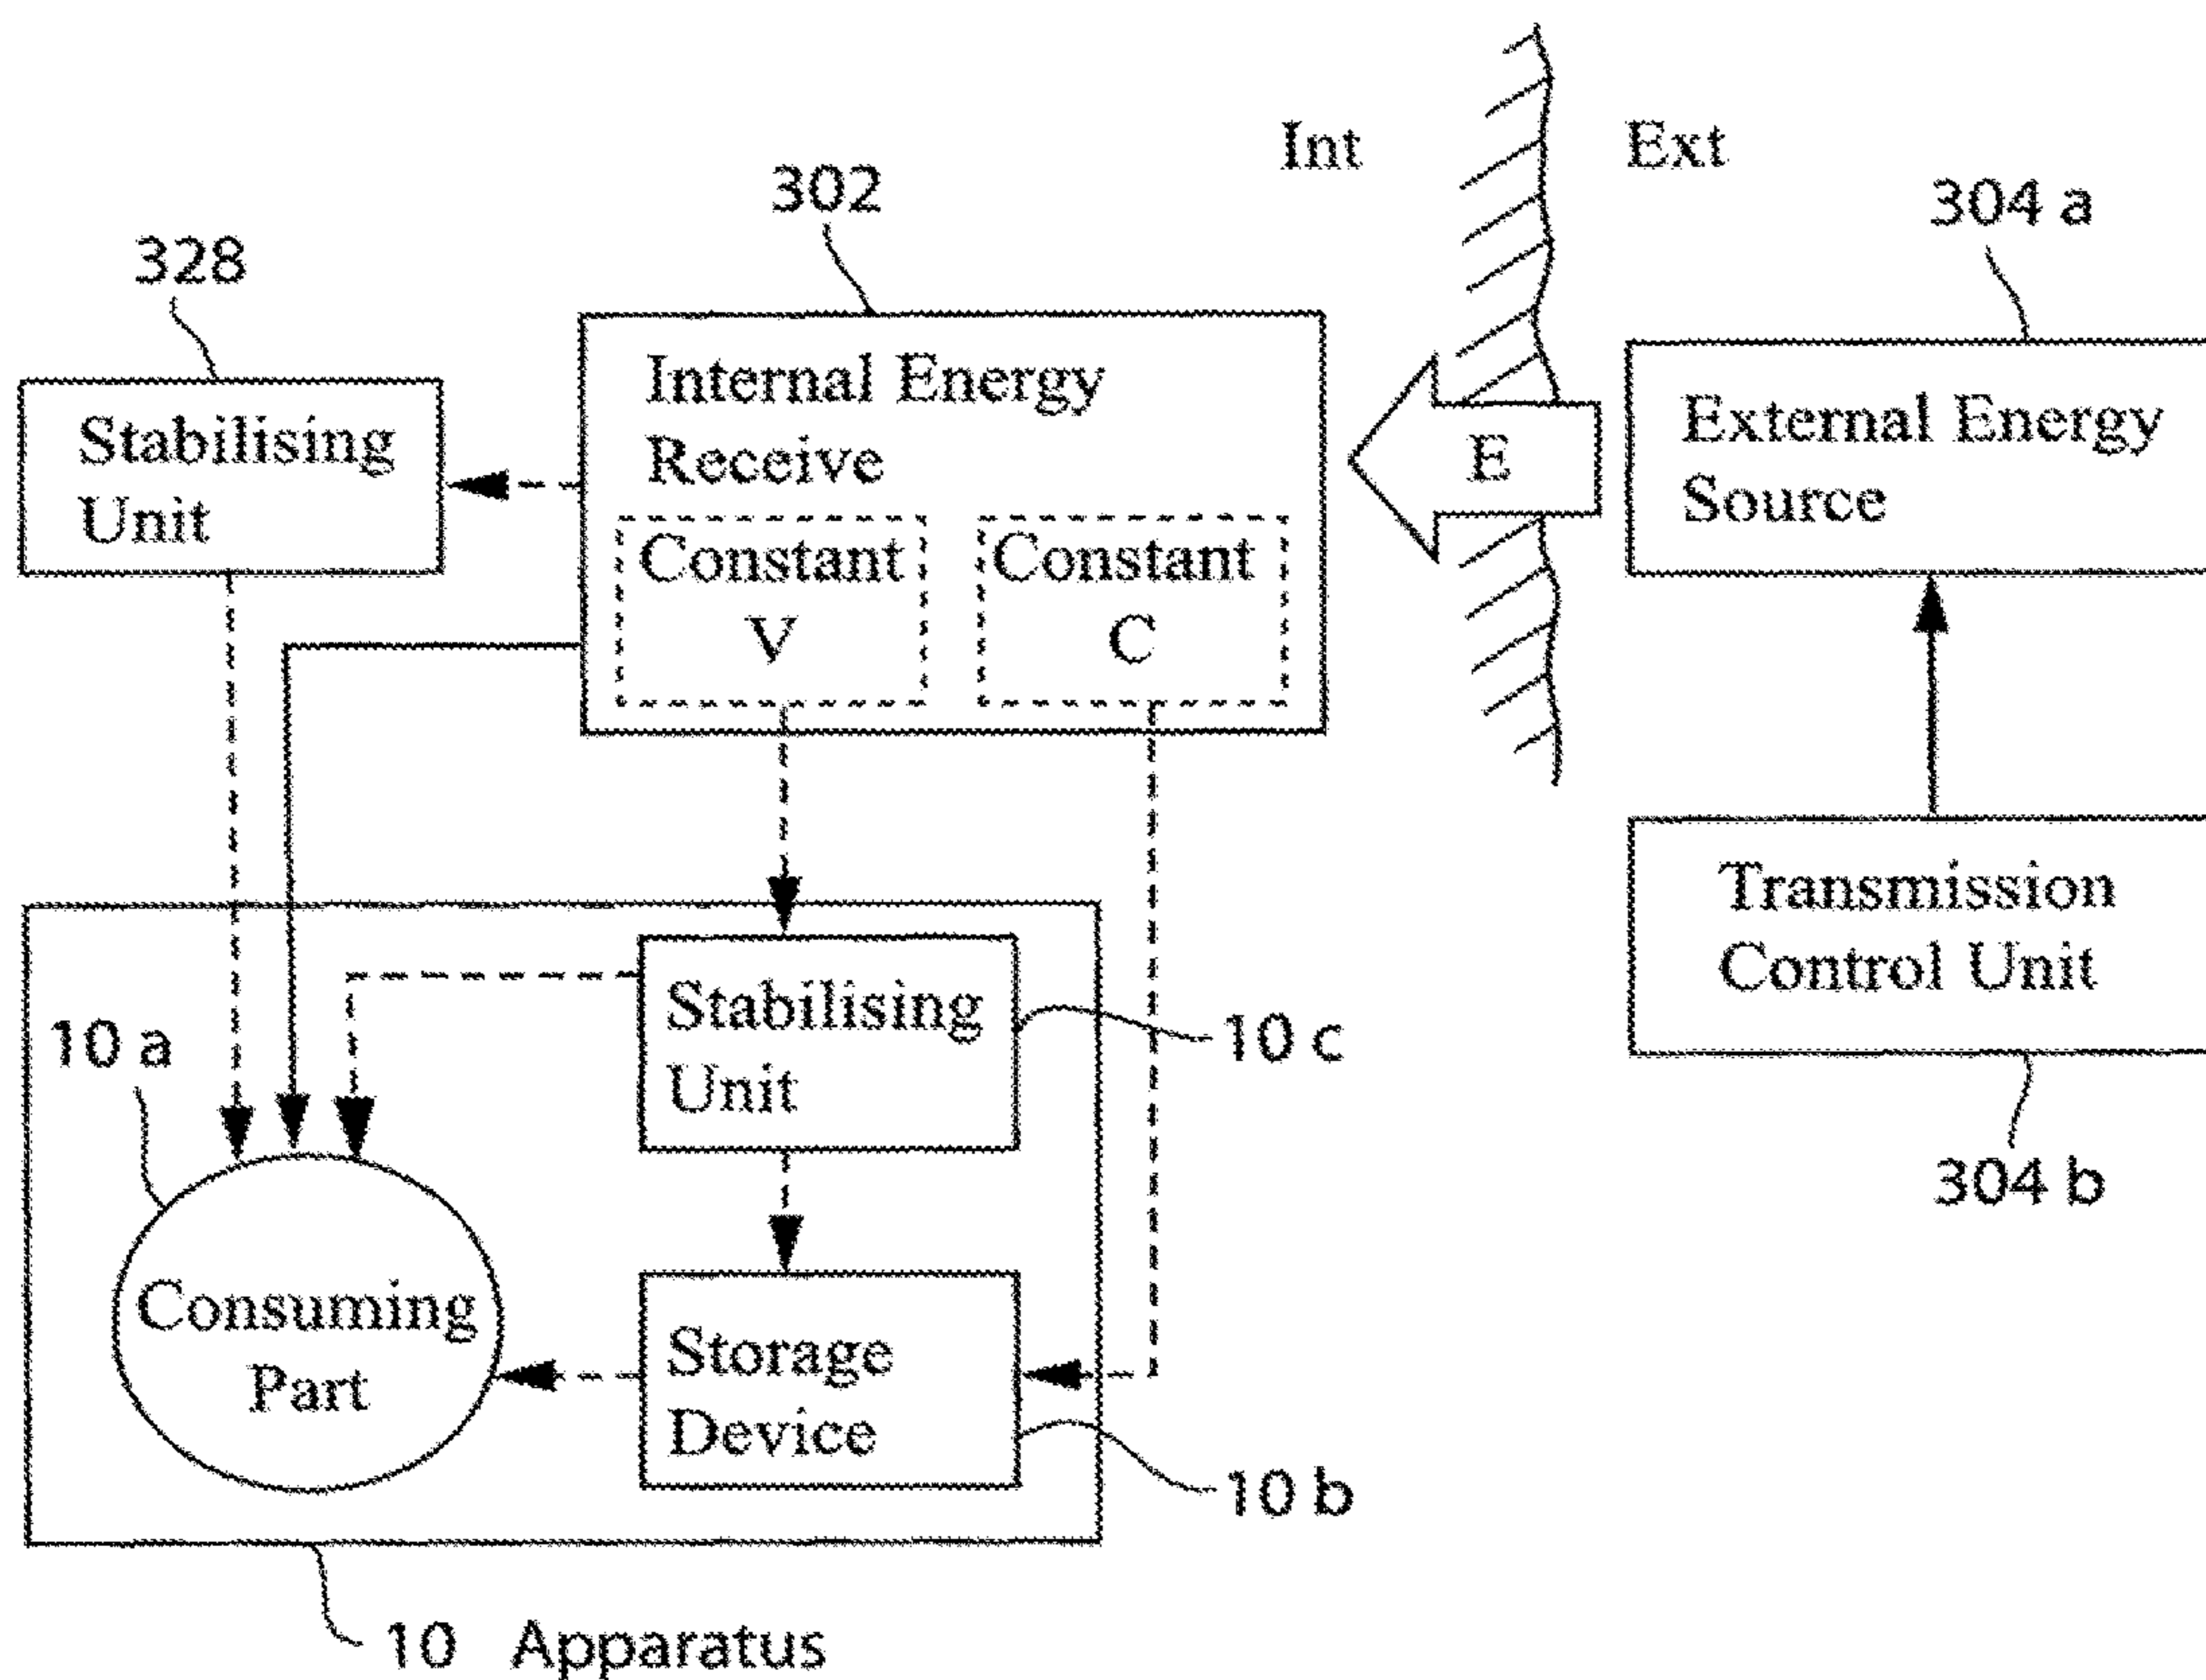 Int
Ext
302
304 a
328
Internal Energy
Receive
External Energy
Source
Stabilising
Unit
E
Constant
V
Constant
C
Transmission
Control Unit
Stabilising
Unit
10 a
10 c
304 b
Consuming
Part
Storage
Device
10 b
10 Apparatus